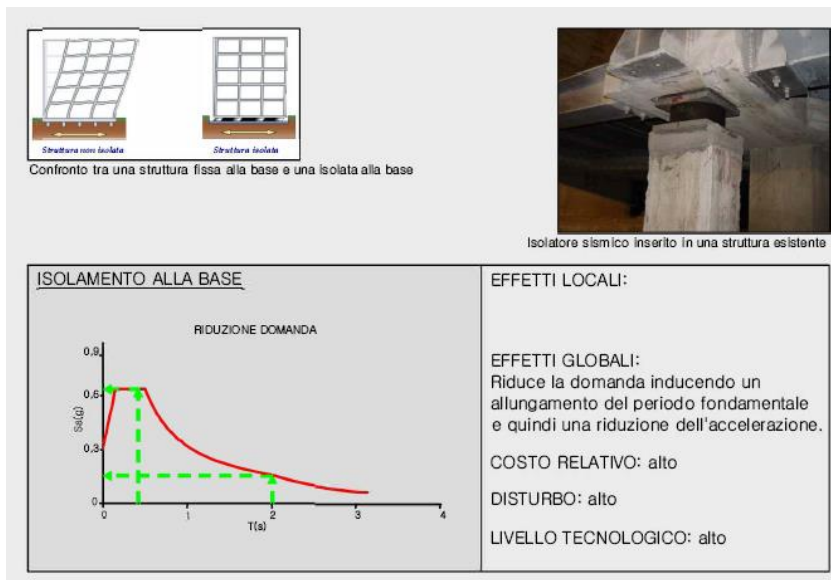 Struttura non isolata
Struttura isolata
Confronto tra una struttura fissa alla base e una isolata alla base
Isolatore sismico inserito in una struttura esistente
ISOLAMENTO ALLA BASE
RIDUZIONE DOMANDA
0.9
0.6
0.3
0
Sa(g)
0 1 2 3 4
T(s)
EFFETTI LOCALI:
EFFETTI GLOBALI:
Riduce la domanda inducendo un
allungamento del periodo fondamentale
e quindi una riduzione dell'accelerazione.
COSTO RELATIVO: alto
DISTURBO: alto
LIVELLO TECNOLOGICO: alto